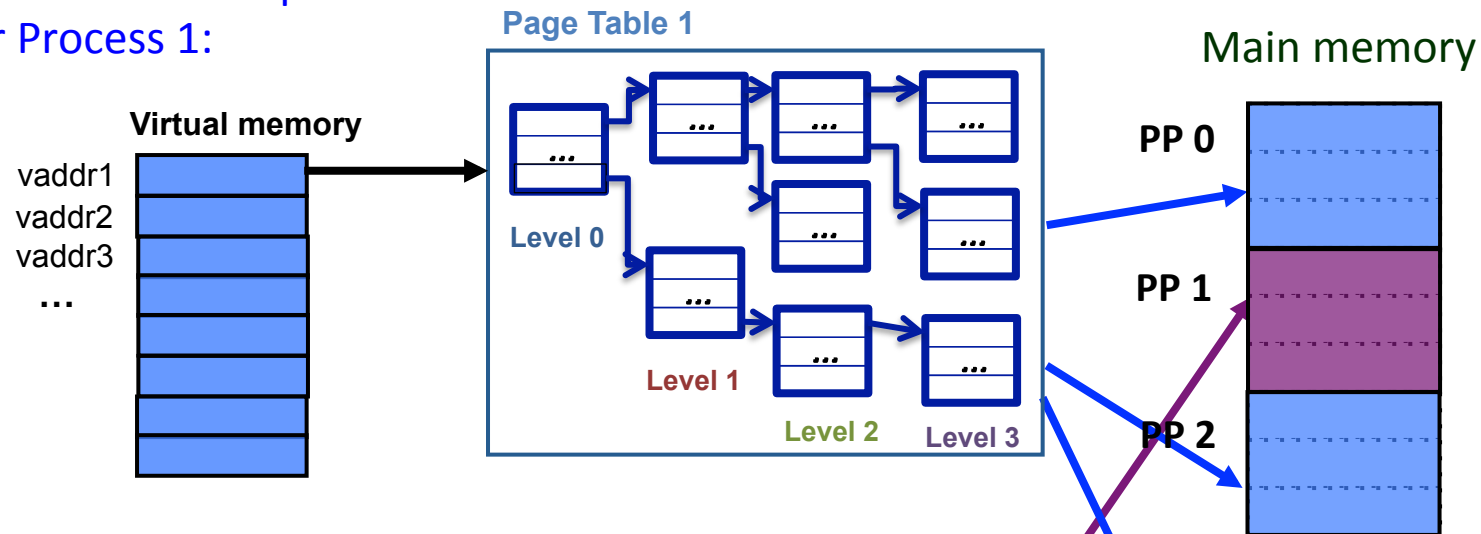 r Process 1:
Page Table 1
Main memory
Virtual memory
vaddr1
vaddr2
vaddr3
...
...
...
...
...
...
...
...
...
...
Level 0
Level 1
Level 2
Level 3
PP 0
PP 1
PP 2